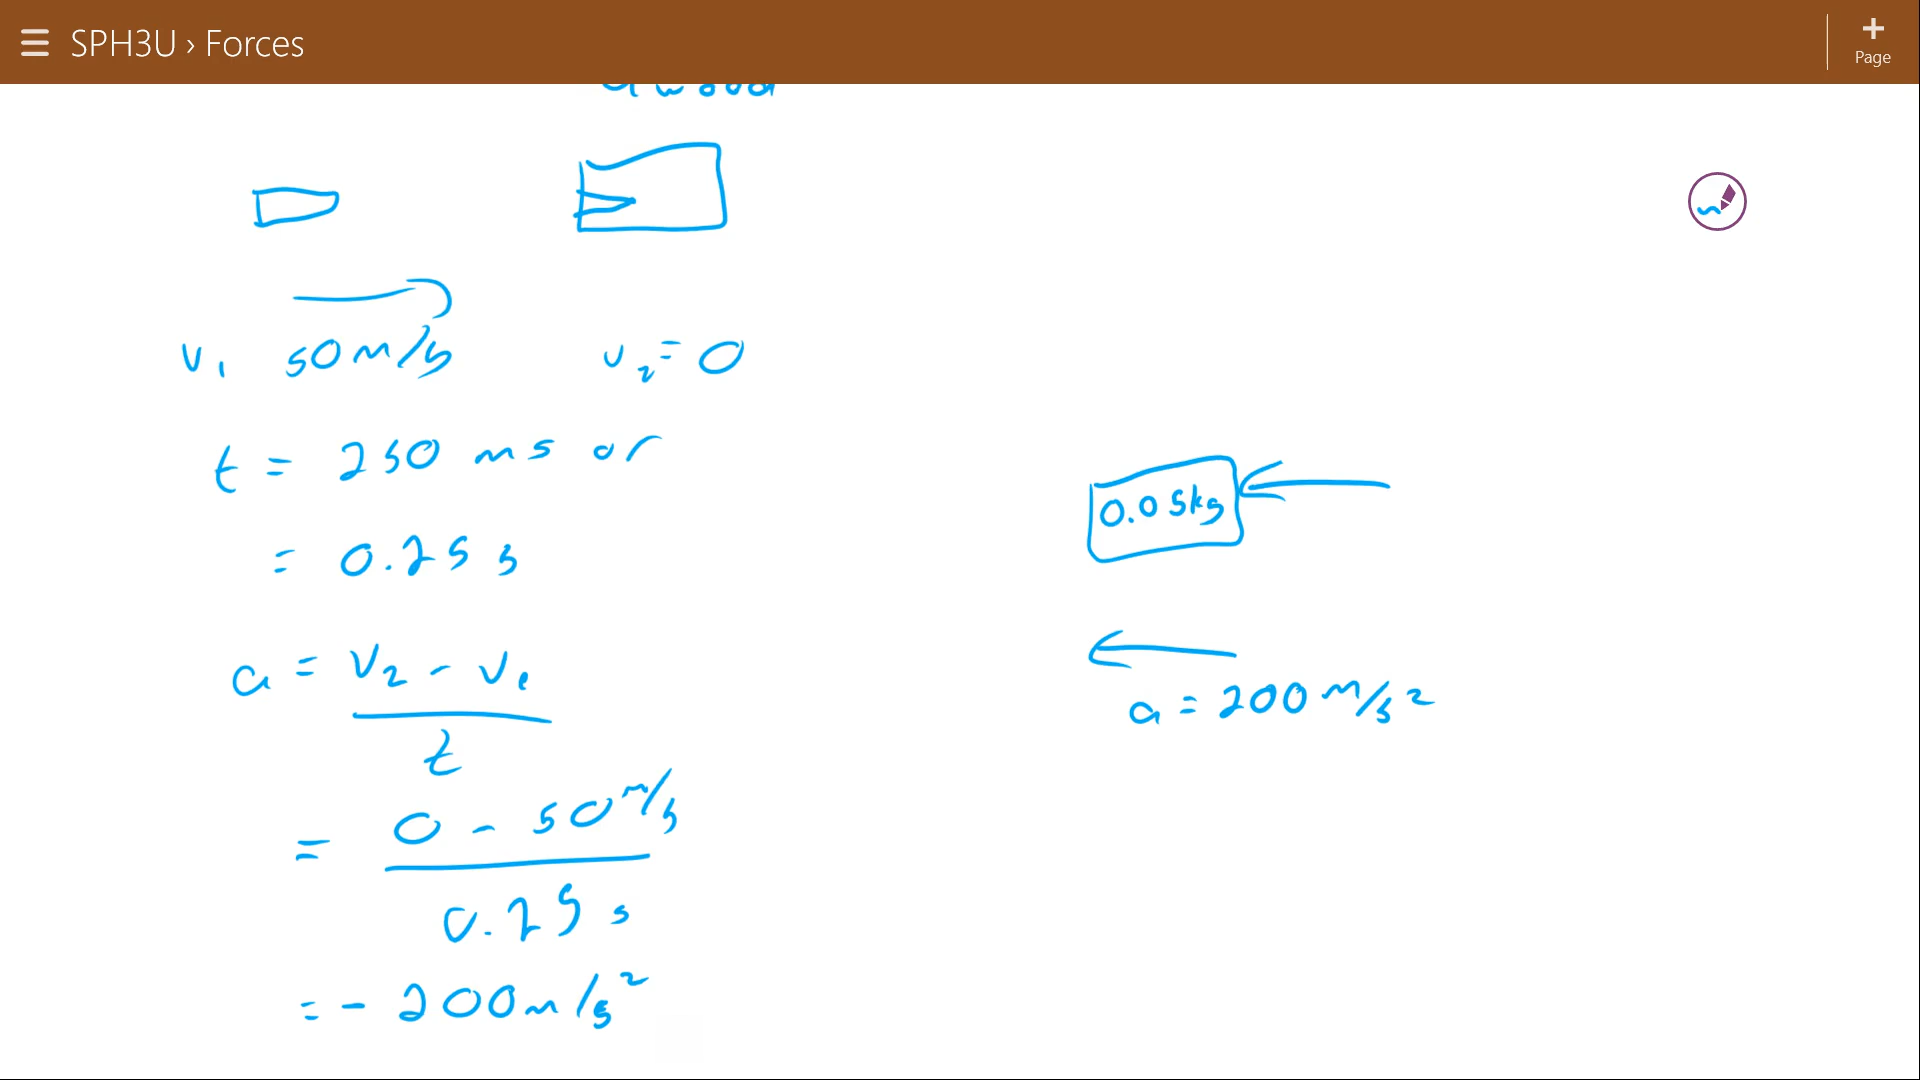 SPH3U › Forces
+ Page
v₁ 50 m/s
v₂ = 0
t = 250 ms or
= 0.25 s
a = v₂ - v₁
t
= 0 - 50 m/s
0.25 s
= - 200 m/s²
0.05 kg
a = 200 m/s²